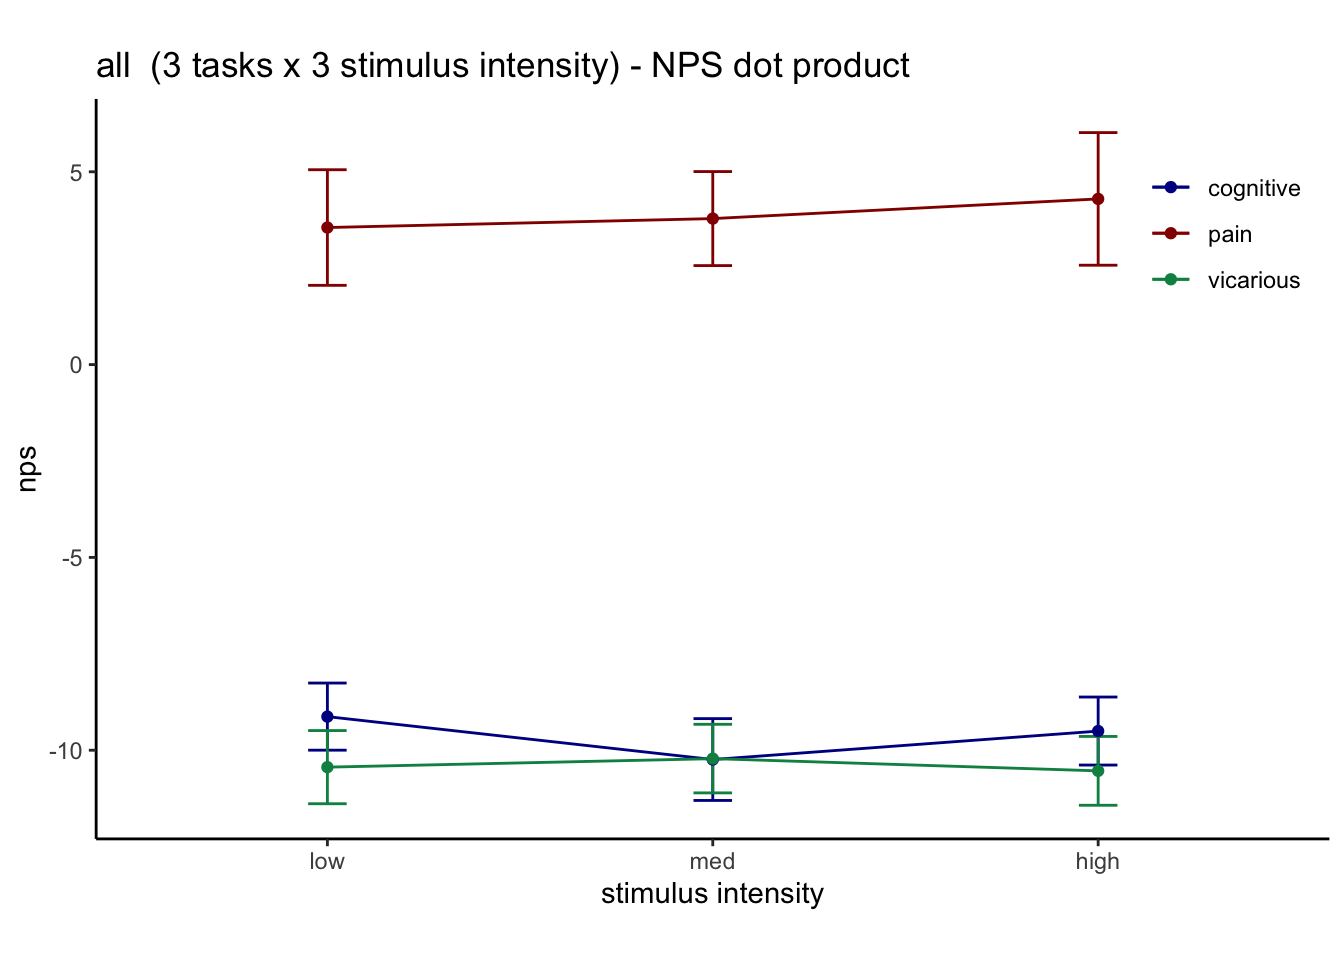 all  (3 tasks x 3 stimulus intensity) - NPS dot product
5
0
-5
-10
nps
cognitive
pain
vicarious
low
med
high
stimulus intensity